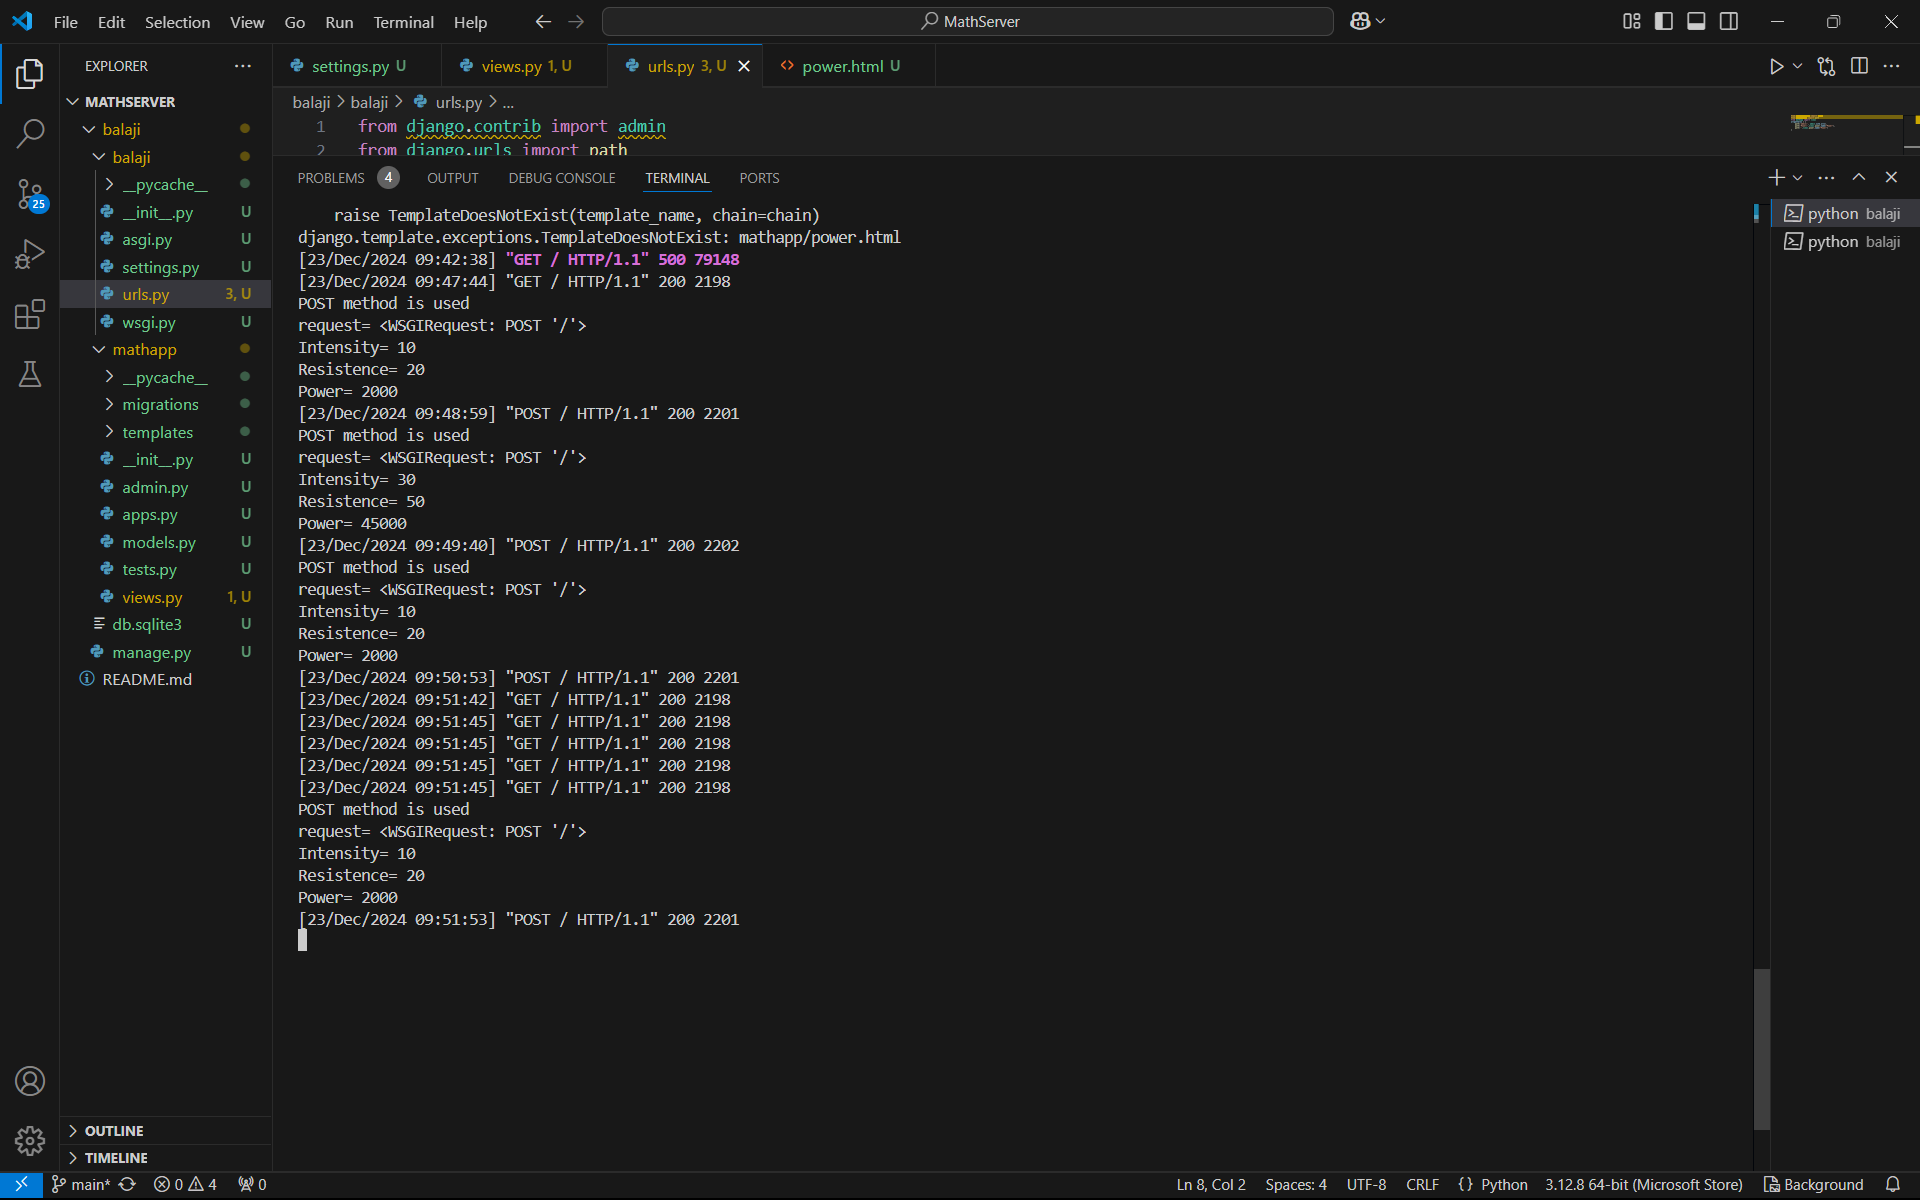 File Edit Selection View Go Run Terminal Help
MathServer
EXPLORER
settings.py U
views.py 1, U
urls.py 3, U
power.html U
MATHSERVER
balaji
balaji
__pycache__
__init__.py U
asgi.py U
settings.py U
urls.py 3, U
wsgi.py U
mathapp
__pycache__
migrations
templates
__init__.py U
admin.py U
apps.py U
models.py U
tests.py U
views.py 1, U
db.sqlite3 U
manage.py U
README.md
OUTLINE
TIMELINE
balaji > balaji > urls.py > ...
1 from django.contrib import admin
2 from django.urls import path
PROBLEMS 4 OUTPUT DEBUG CONSOLE TERMINAL PORTS
raise TemplateDoesNotExist(template_name, chain=chain)
django.template.exceptions.TemplateDoesNotExist: mathapp/power.html
[23/Dec/2024 09:42:38] "GET / HTTP/1.1" 500 79148
[23/Dec/2024 09:47:44] "GET / HTTP/1.1" 200 2198
POST method is used
request= <WSGIRequest: POST '/'>
Intensity= 10
Resistence= 20
Power= 2000
[23/Dec/2024 09:48:59] "POST / HTTP/1.1" 200 2201
POST method is used
request= <WSGIRequest: POST '/'>
Intensity= 30
Resistence= 50
Power= 45000
[23/Dec/2024 09:49:40] "POST / HTTP/1.1" 200 2202
POST method is used
request= <WSGIRequest: POST '/'>
Intensity= 10
Resistence= 20
Power= 2000
[23/Dec/2024 09:50:53] "POST / HTTP/1.1" 200 2201
[23/Dec/2024 09:51:42] "GET / HTTP/1.1" 200 2198
[23/Dec/2024 09:51:45] "GET / HTTP/1.1" 200 2198
[23/Dec/2024 09:51:45] "GET / HTTP/1.1" 200 2198
[23/Dec/2024 09:51:45] "GET / HTTP/1.1" 200 2198
[23/Dec/2024 09:51:45] "GET / HTTP/1.1" 200 2198
POST method is used
request= <WSGIRequest: POST '/'>
Intensity= 10
Resistence= 20
Power= 2000
[23/Dec/2024 09:51:53] "POST / HTTP/1.1" 200 2201
python balaji
python balaji
25
main* 0 4 0
Ln 8, Col 2 Spaces: 4 UTF-8 CRLF {} Python 3.12.8 64-bit (Microsoft Store) Background